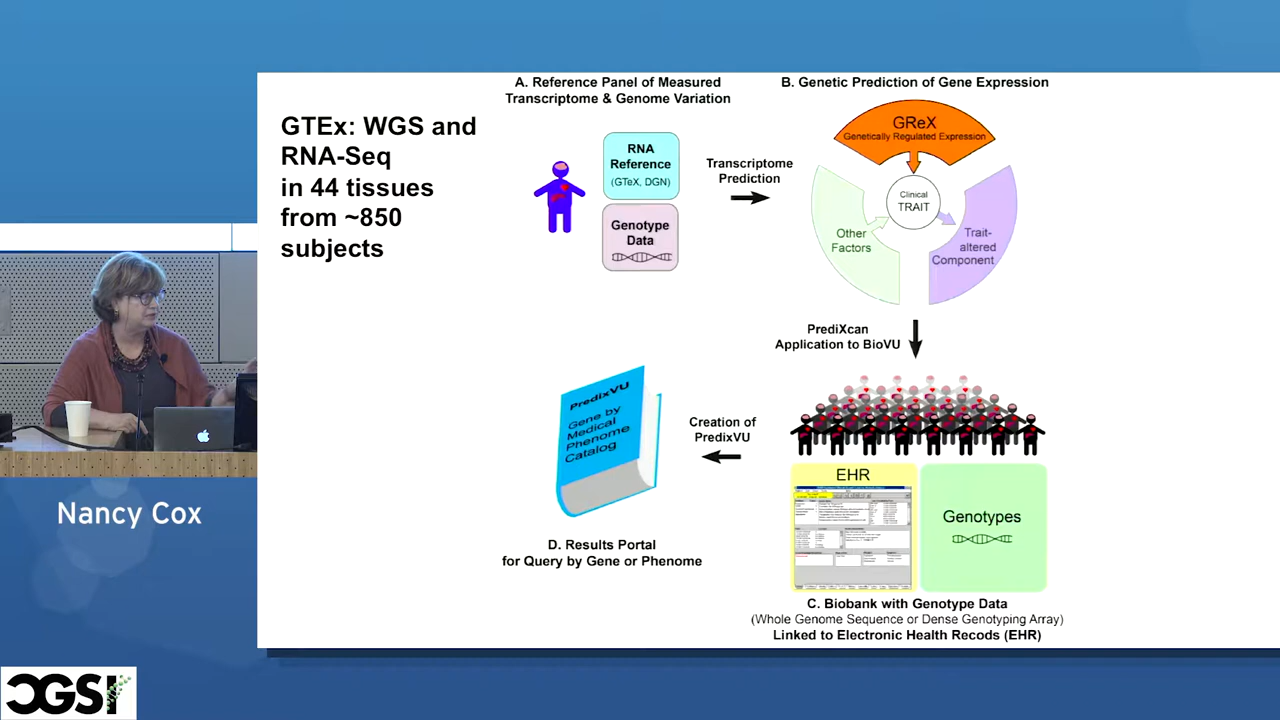 GTEx: WGS and
RNA-Seq
in 44 tissues
from ~850
subjects
A. Reference Panel of Measured
Transcriptome & Genome Variation
RNA
Reference
(GTeX, DGN)
Genotype
Data
Transcriptome
Prediction
B. Genetic Prediction of Gene Expression
GReX
Genetically Regulated Expression
Clinical
TRAIT
Other
Factors
Trait-
altered
Component
PrediXcan
Application to BioVU
EHR
Genotypes
C. Biobank with Genotype Data
(Whole Genome Sequence or Dense Genotyping Array)
Linked to Electronic Health Recods (EHR)
Creation of
PredixVU
PredixVU
Gene by
Medical
Phenome
Catalog
D. Results Portal
for Query by Gene or Phenome
Nancy Cox
CGSI